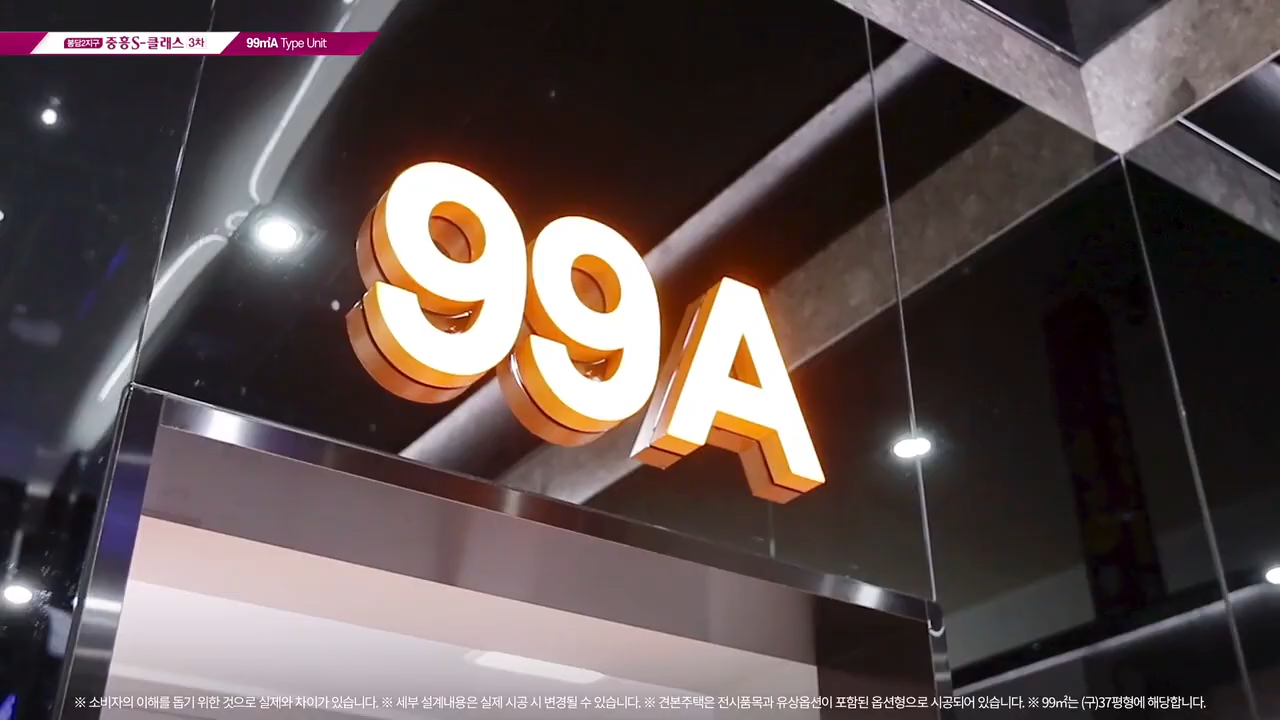 봉담2지구 중흥S-클래스 3차 99㎡A Type Unit
99A
※ 소비자의 이해를 돕기 위한 것으로 실제와 차이가 있습니다. ※ 세부 설계내용은 실제 시공 시 변경될 수 있습니다. ※ 견본주택은 전시품목과 유상옵션이 포함된 옵션형으로 시공되어 있습니다. ※ 99㎡는 (구)37평형에 해당합니다.